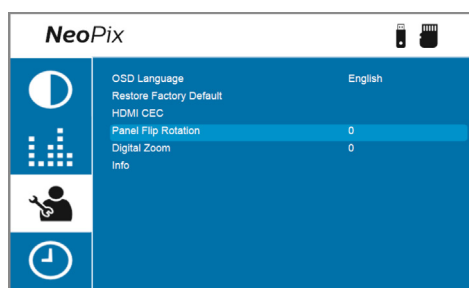 NeoPix
OSD Language English
Restore Factory Default
HDMI CEC
Panel Flip Rotation 0
Digital Zoom 0
Info